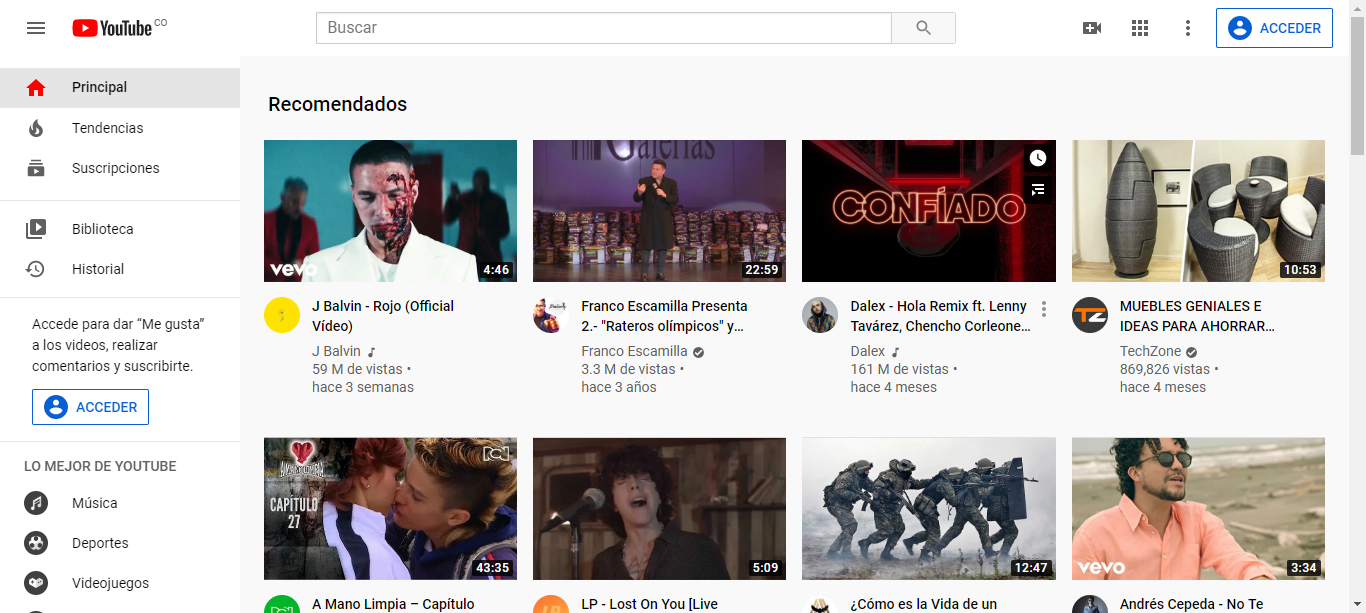 YouTube CO
Buscar
ACCEDER
Principal
Tendencias
Suscripciones
Biblioteca
Historial
Accede para dar “Me gusta”
a los videos, realizar
comentarios y suscribirte.
ACCEDER
LO MEJOR DE YOUTUBE
Música
Deportes
Videojuegos
Recomendados
vevo
4:46
J Balvin - Rojo (Official
Vídeo)
J Balvin
59 M de vistas •
hace 3 semanas
Galerías
22:59
Franco Escamilla Presenta
2.- "Rateros olímpicos" y…
Franco Escamilla
3.3 M de vistas •
hace 3 años
CONFÍADO
Dalex - Hola Remix ft. Lenny
Tavárez, Chencho Corleone…
Dalex
161 M de vistas •
hace 4 meses
10:53
TZ
MUEBLES GENIALES E
IDEAS PARA AHORRAR…
TechZone
869,826 vistas •
hace 4 meses
RCN
CAPÍTULO
27
43:35
A Mano Limpia – Capítulo
5:09
LP
LP - Lost On You [Live
12:47
¿Cómo es la Vida de un
vevo
3:34
Andrés Cepeda - No Te